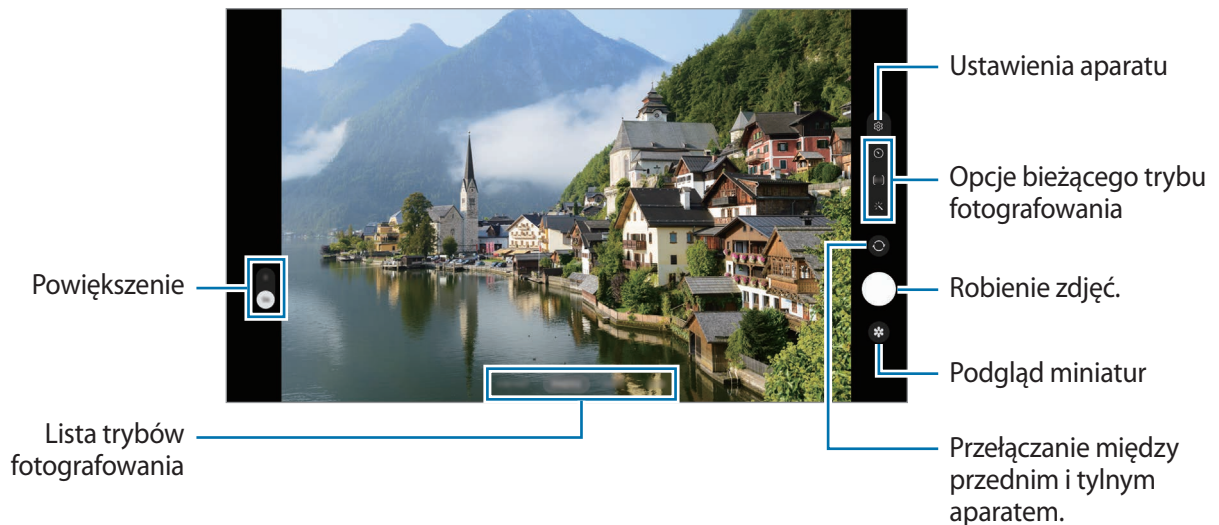 Ustawienia aparatu
Opcje bieżącego trybu
fotografowania
Powiększenie
Robienie zdjęć.
Podgląd miniatur
Lista trybów
fotografowania
Przełączanie między
przednim i tylnym
aparatem.